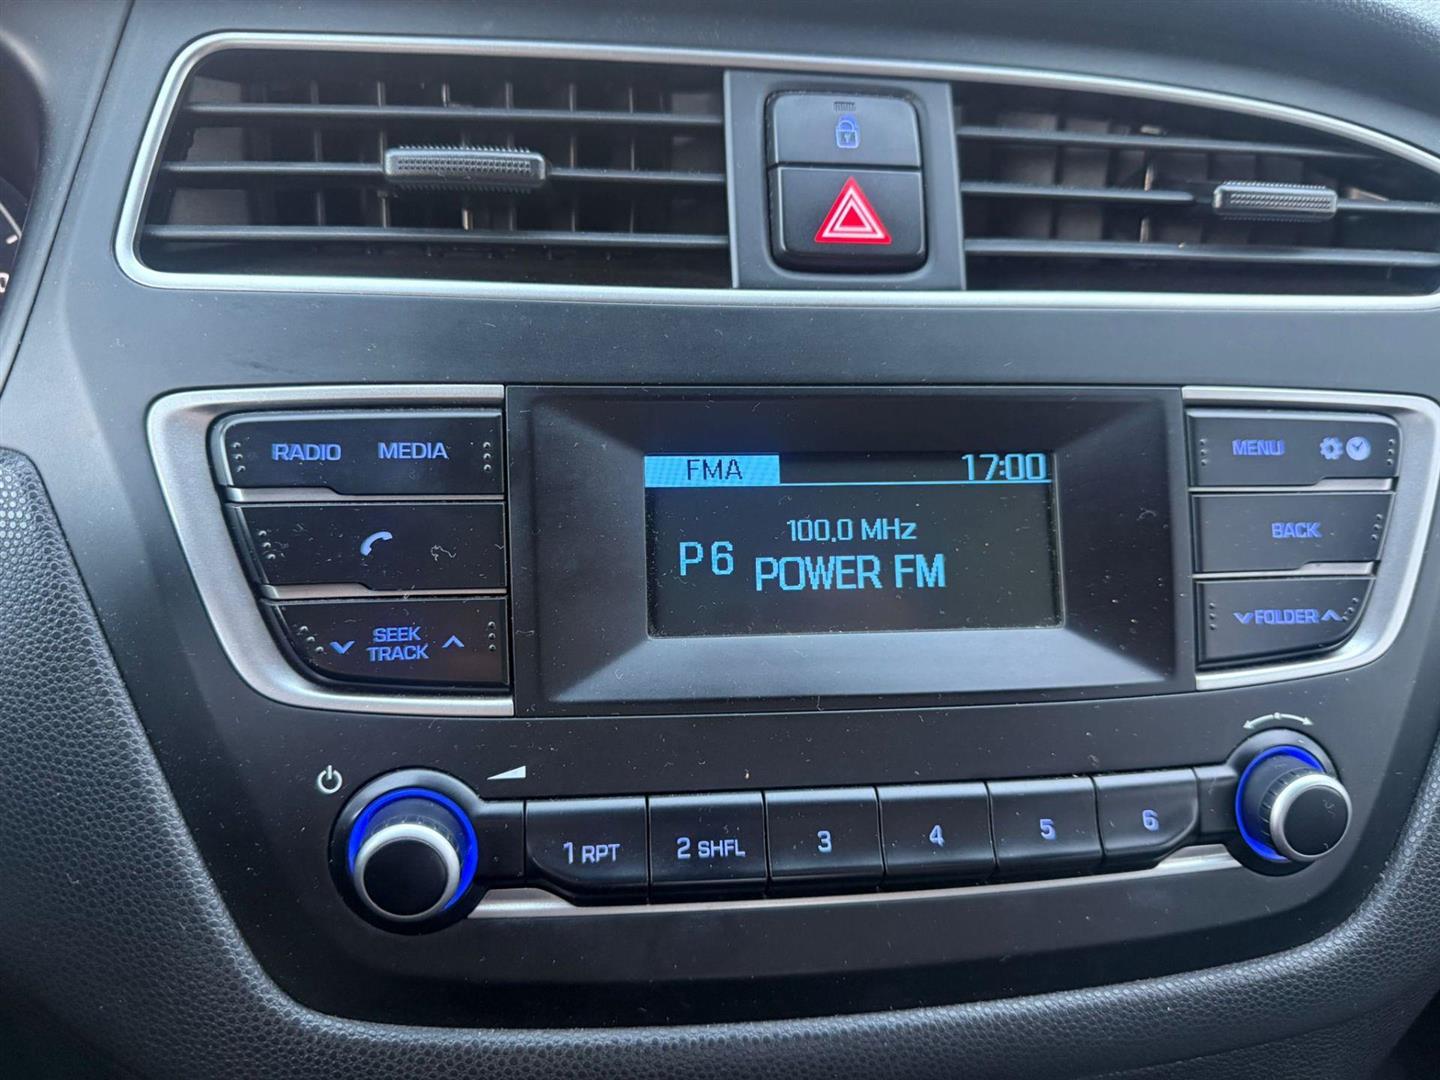 RADIO MEDIA
SEEK
TRACK
FMA 17:00
100.0 MHz
P6 POWER FM
MENU
BACK
FOLDER
1 RPT 2 SHFL 3 4 5 6